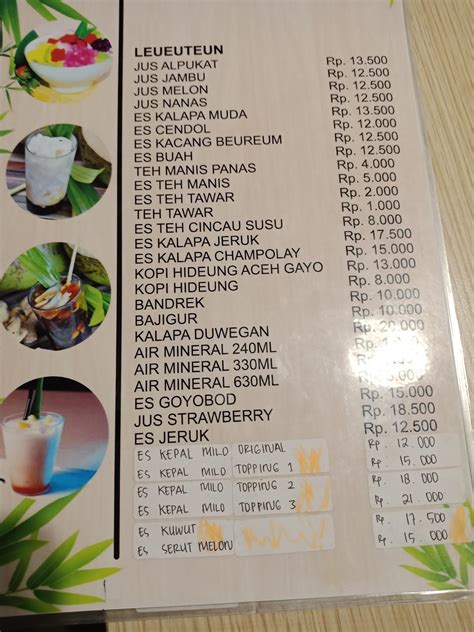 LEUEUTEUN
JUS ALPUKAT Rp. 13.500
JUS JAMBU Rp. 12.500
JUS MELON Rp. 12.500
JUS NANAS Rp. 12.500
ES KALAPA MUDA Rp. 13.500
ES CENDOL Rp. 12.000
ES KACANG BEUREUM Rp. 12.500
ES BUAH Rp. 12.500
TEH MANIS PANAS Rp. 4.000
ES TEH MANIS Rp. 5.000
ES TEH TAWAR Rp. 2.000
TEH TAWAR Rp. 1.000
ES TEH CINCAU SUSU Rp. 8.000
ES KALAPA JERUK Rp. 17.500
ES KALAPA CHAMPOLAY Rp. 15.000
KOPI HIDEUNG ACEH GAYO Rp. 13.000
KOPI HIDEUNG Rp. 8.000
BANDREK Rp. 10.000
BAJIGUR Rp. 10.000
KALAPA DUWEGAN Rp. 20.000
AIR MINERAL 240ML Rp.
AIR MINERAL 330ML Rp.
AIR MINERAL 630ML Rp.
ES GOYOBOD Rp. 15.000
JUS STRAWBERRY Rp. 18.500
ES JERUK Rp. 12.500
ES KEPAL MILO ORIGINAL Rp. 12.000
ES KEPAL MILO TOPPING 1 Rp. 15.000
ES KEPAL MILO TOPPING 2 Rp. 18.000
ES KEPAL MILO TOPPING 3 Rp. 21.000
ES KUWUT Rp. 17.500
ES SERUT MELON Rp. 15.000